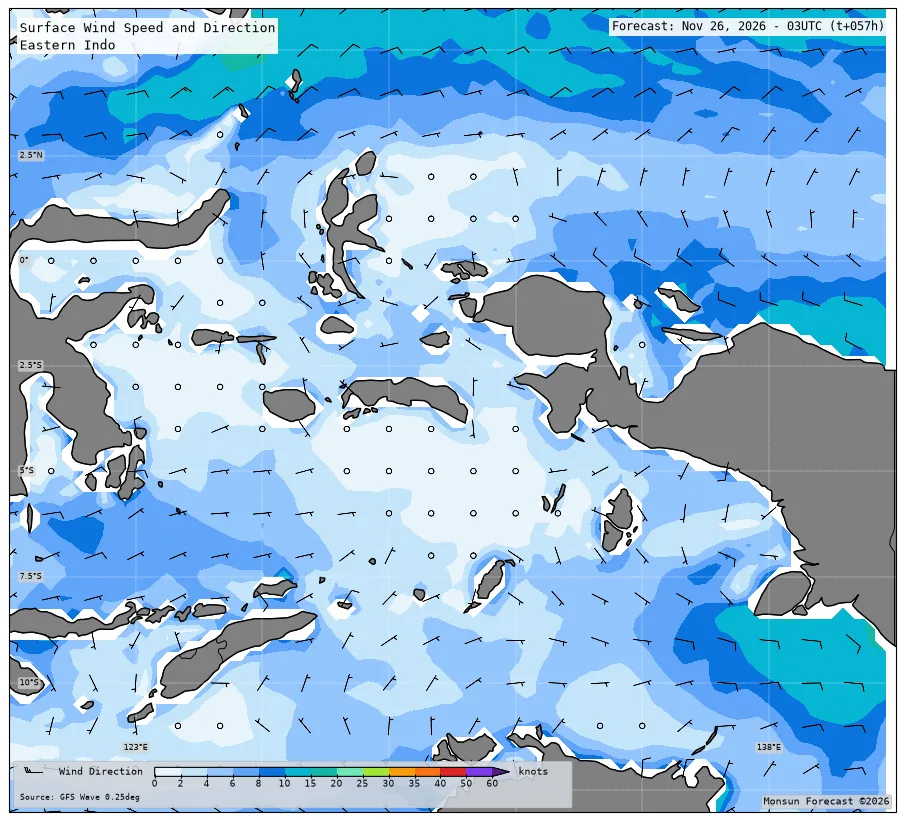 Surface Wind Speed and Direction
Eastern Indo
Forecast: Nov 26, 2026 - 03UTC (t+057h)
2.5°N
0°
2.5°S
5°S
7.5°S
10°S
123°E
138°E
Wind Direction
0 2 4 6 8 10 15 20 25 30 35 40 50 60
knots
Source: GFS Wave 0.25deg
Monsun Forecast ©2026